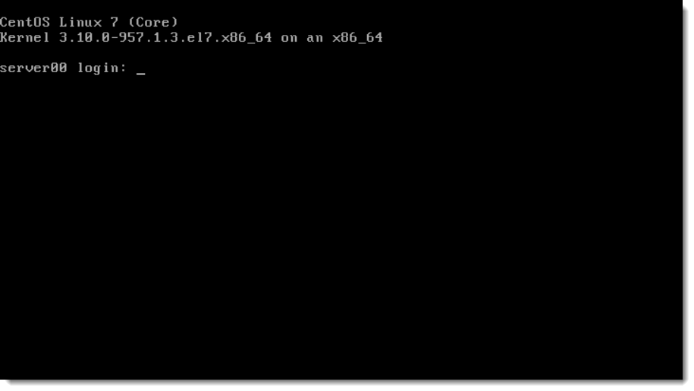 CentOS Linux 7 (Core)
Kernel 3.10.0-957.1.3.el7.x86_64 on an x86_64
server00 login: _